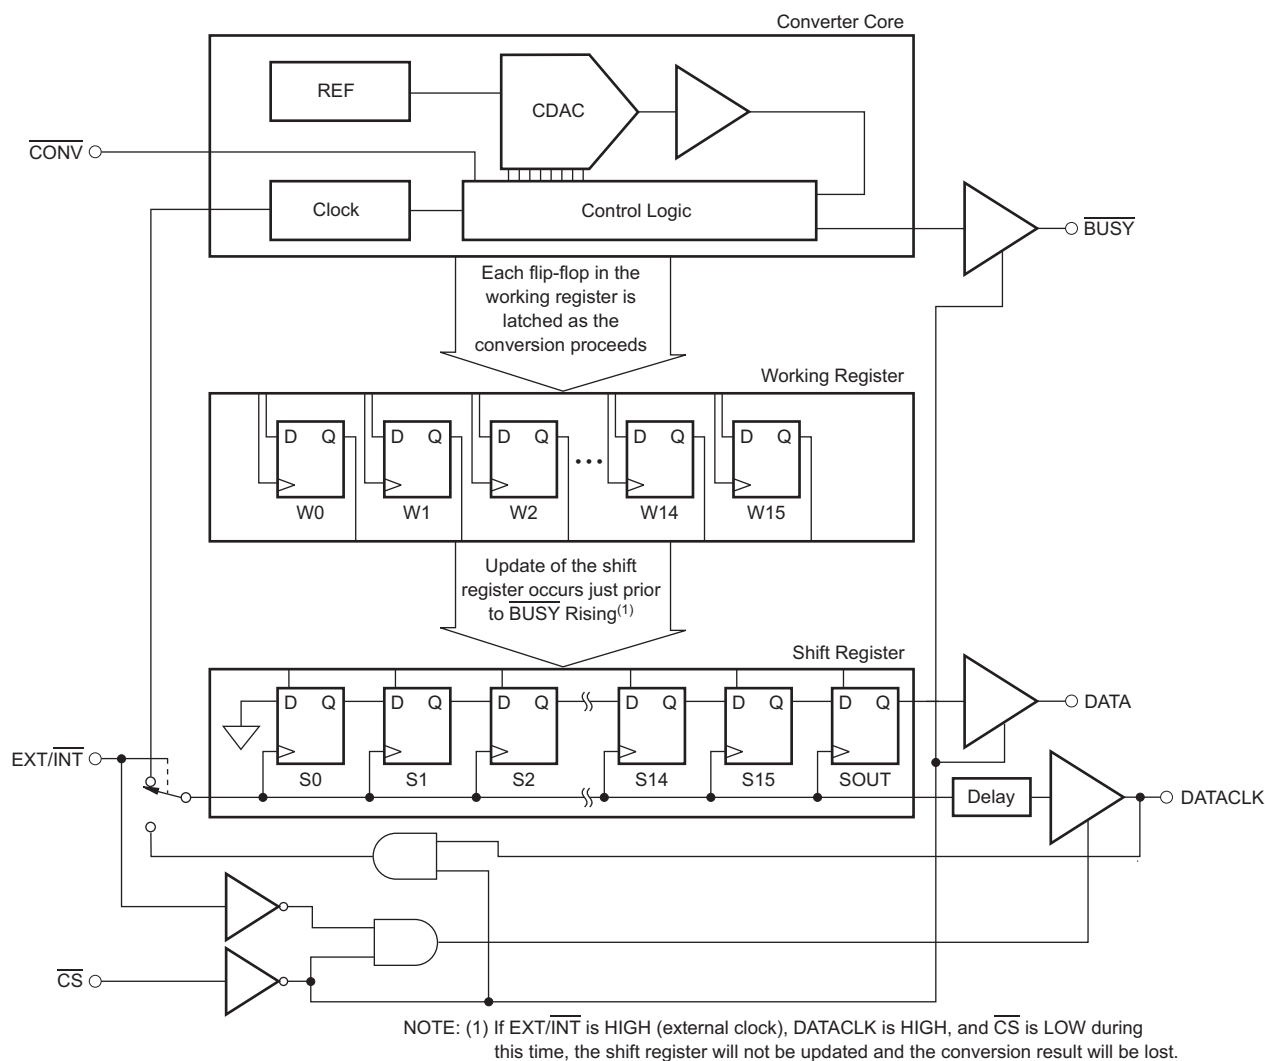 Converter Core
REF
CDAC
CONV
Clock
Control Logic
BUSY
Each flip-flop in the
working register is
latched as the
conversion proceeds
Working Register
D Q
D Q
D Q
D Q
D Q
W0
W1
W2
W14
W15
Update of the shift
register occurs just prior
to BUSY Rising(1)
Shift Register
D Q
D Q
D Q
D Q
D Q
D Q
DATA
EXT/INT
S0
S1
S2
S14
S15
SOUT
Delay
DATACLK
CS
NOTE: (1) If EXT/INT is HIGH (external clock), DATACLK is HIGH, and CS is LOW during
this time, the shift register will not be updated and the conversion result will be lost.